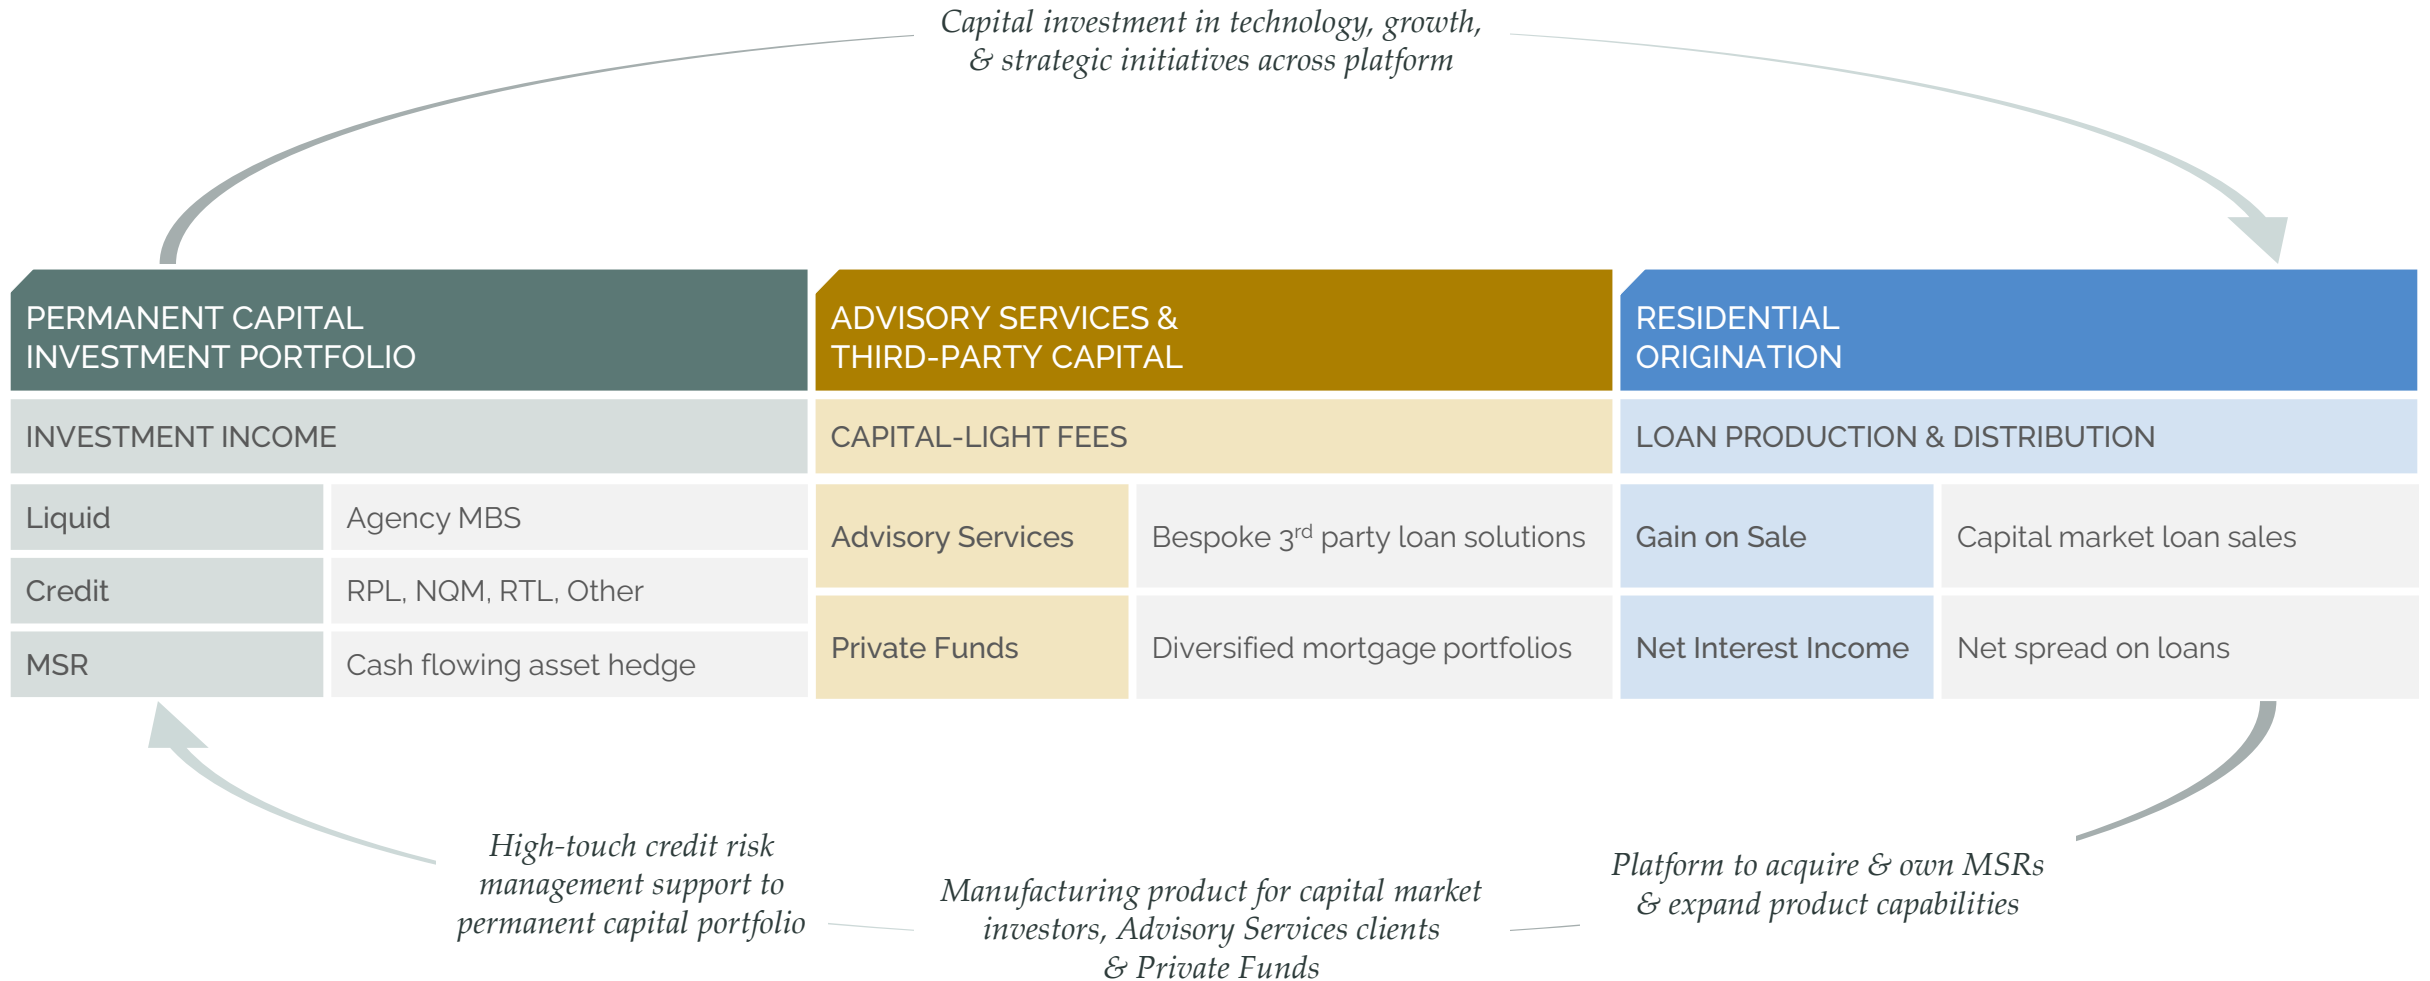 Capital investment in technology, growth,
& strategic initiatives across platform
PERMANENT CAPITAL
INVESTMENT PORTFOLIO
INVESTMENT INCOME
Liquid
Agency MBS
Credit
RPL, NQM, RTL, Other
MSR
Cash flowing asset hedge
ADVISORY SERVICES &
THIRD-PARTY CAPITAL
CAPITAL-LIGHT FEES
Advisory Services
Bespoke 3rd party loan solutions
Private Funds
Diversified mortgage portfolios
RESIDENTIAL
ORIGINATION
LOAN PRODUCTION & DISTRIBUTION
Gain on Sale
Capital market loan sales
Net Interest Income
Net spread on loans
High-touch credit risk
management support to
permanent capital portfolio
Manufacturing product for capital market
investors, Advisory Services clients
& Private Funds
Platform to acquire & own MSRs
& expand product capabilities